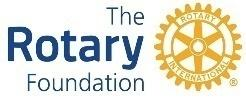 The
Rotary
Foundation
ROTARY
INTERNATIONAL
®